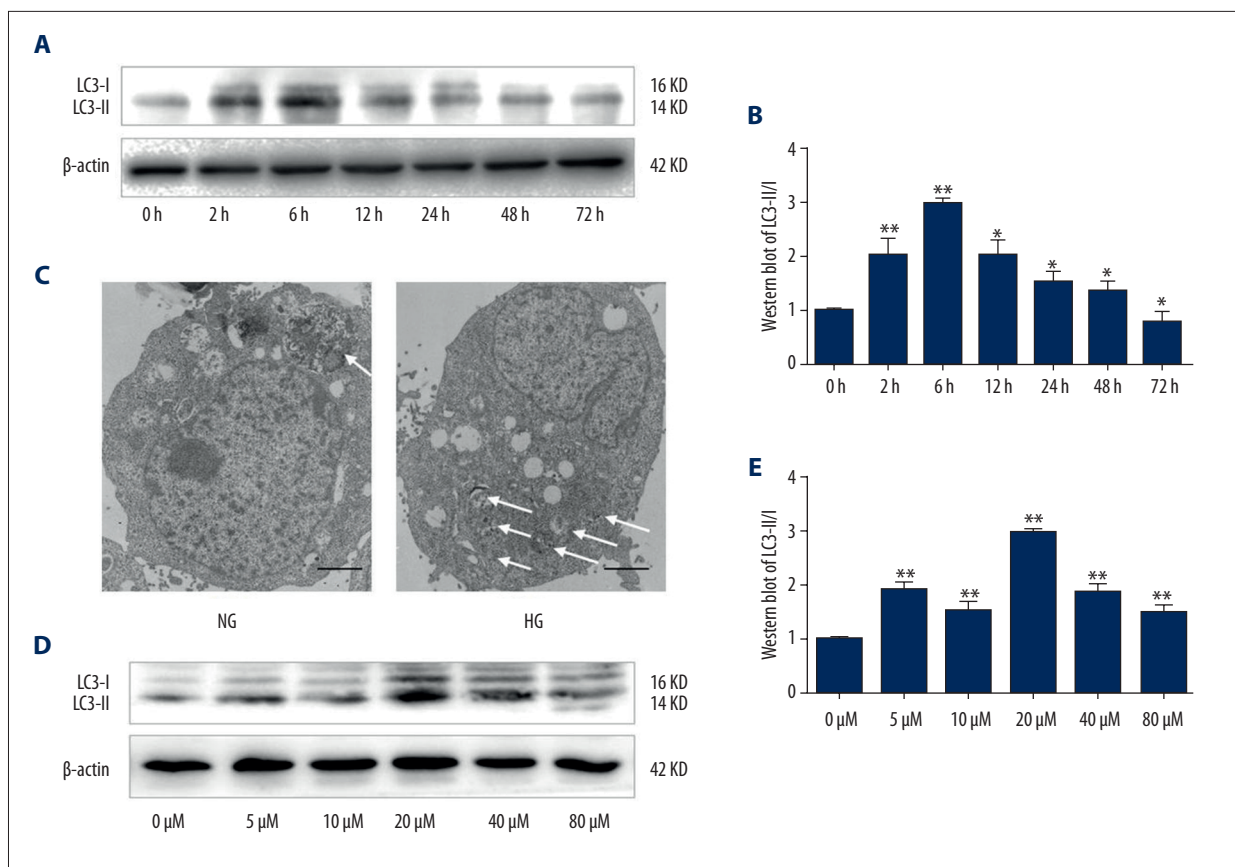 A
LC3-I 16 KD
LC3-II 14 KD
β-actin 42 KD
0 h 2 h 6 h 12 h 24 h 48 h 72 h
B
Western blot of LC3-II/I
4
3
2
1
0
** ** * * * *
0 h 2 h 6 h 12 h 24 h 48 h 72 h
C
NG HG
D
LC3-I 16 KD
LC3-II 14 KD
β-actin 42 KD
0 µM 5 µM 10 µM 20 µM 40 µM 80 µM
E
Western blot of LC3-II/I
4
3
2
1
0
** ** ** ** **
0 µM 5 µM 10 µM 20 µM 40 µM 80 µM